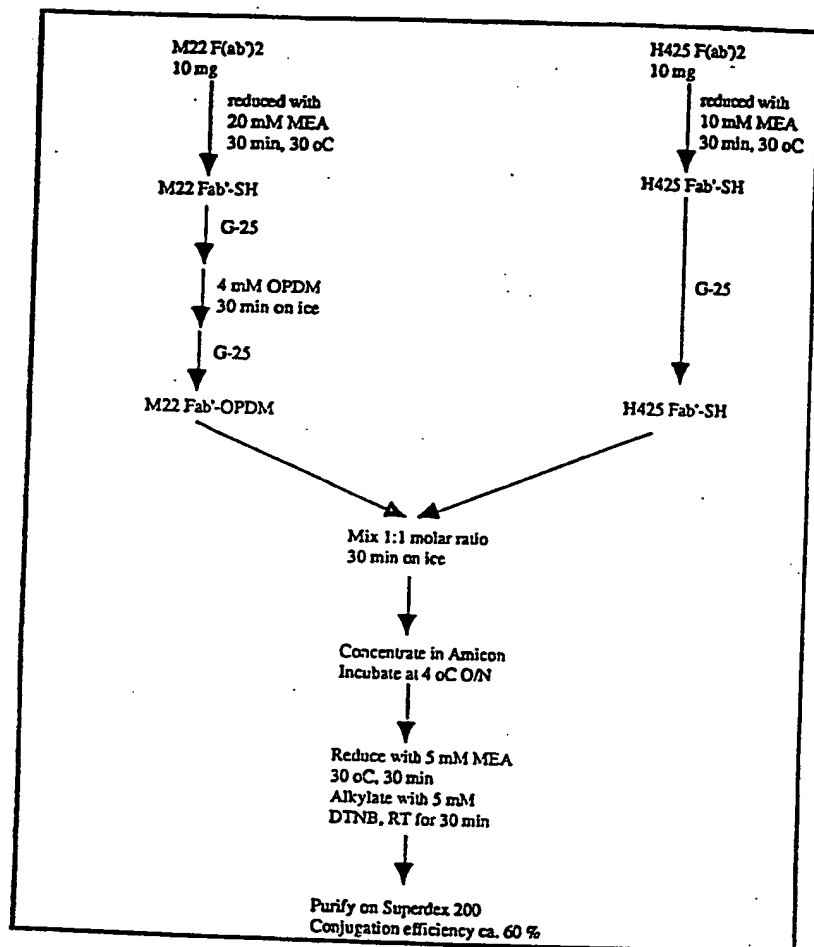 M22 F(ab')2
10 mg
reduced with
20 mM MEA
30 min, 30 oC
M22 Fab'-SH
G-25
4 mM OPDM
30 min on ice
G-25
M22 Fab'-OPDM
H425 F(ab')2
10 mg
reduced with
10 mM MEA
30 min, 30 oC
H425 Fab'-SH
G-25
H425 Fab'-SH
Mix 1:1 molar ratio
30 min on ice
Concentrate in Amicon
Incubate at 4 oC O/N
Reduce with 5 mM MEA
30 oC, 30 min
Alkylate with 5 mM
DTNB, RT for 30 min
Purify on Superdex 200
Conjugation efficiency ca. 60 %